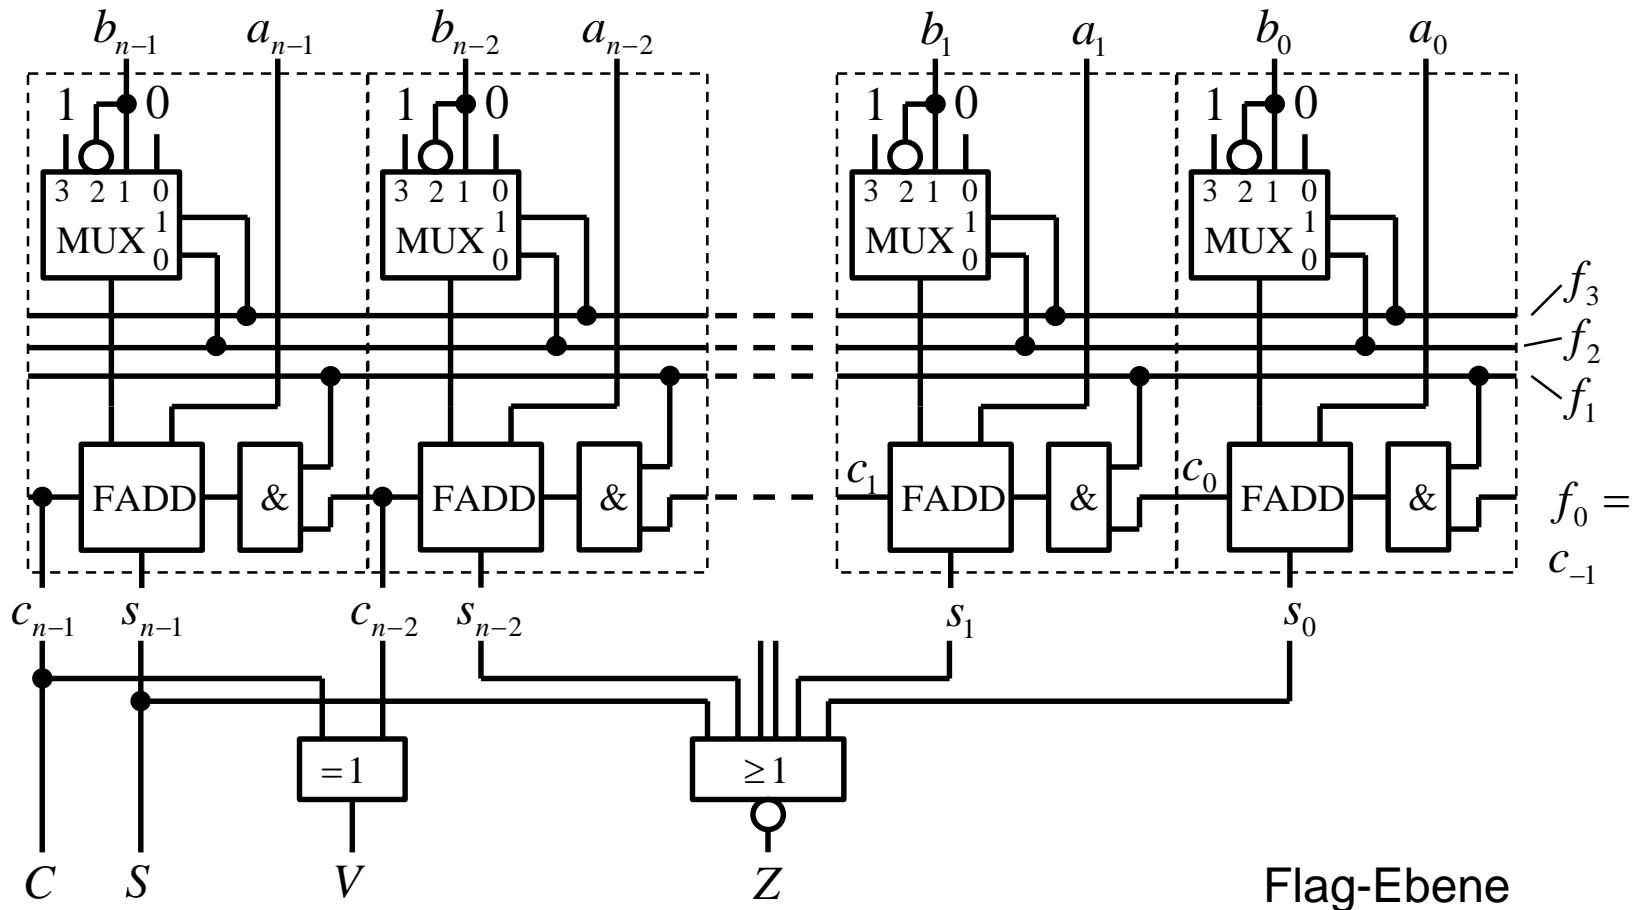 b_{n-1} a_{n-1} b_{n-2} a_{n-2} b_1 a_1 b_0 a_0
1 0 1 0 1 0 1 0
3 2 1 0 3 2 1 0 3 2 1 0 3 2 1 0
1 1 1 1
MUX MUX MUX MUX
0 0 0 0
f_3
f_2
f_1
c_1 c_0
FADD & FADD & FADD & FADD & f_0 =
c_{-1}
c_{n-1} s_{n-1} c_{n-2} s_{n-2} s_1 s_0
=1 ≥1
C S V Z Flag-Ebene